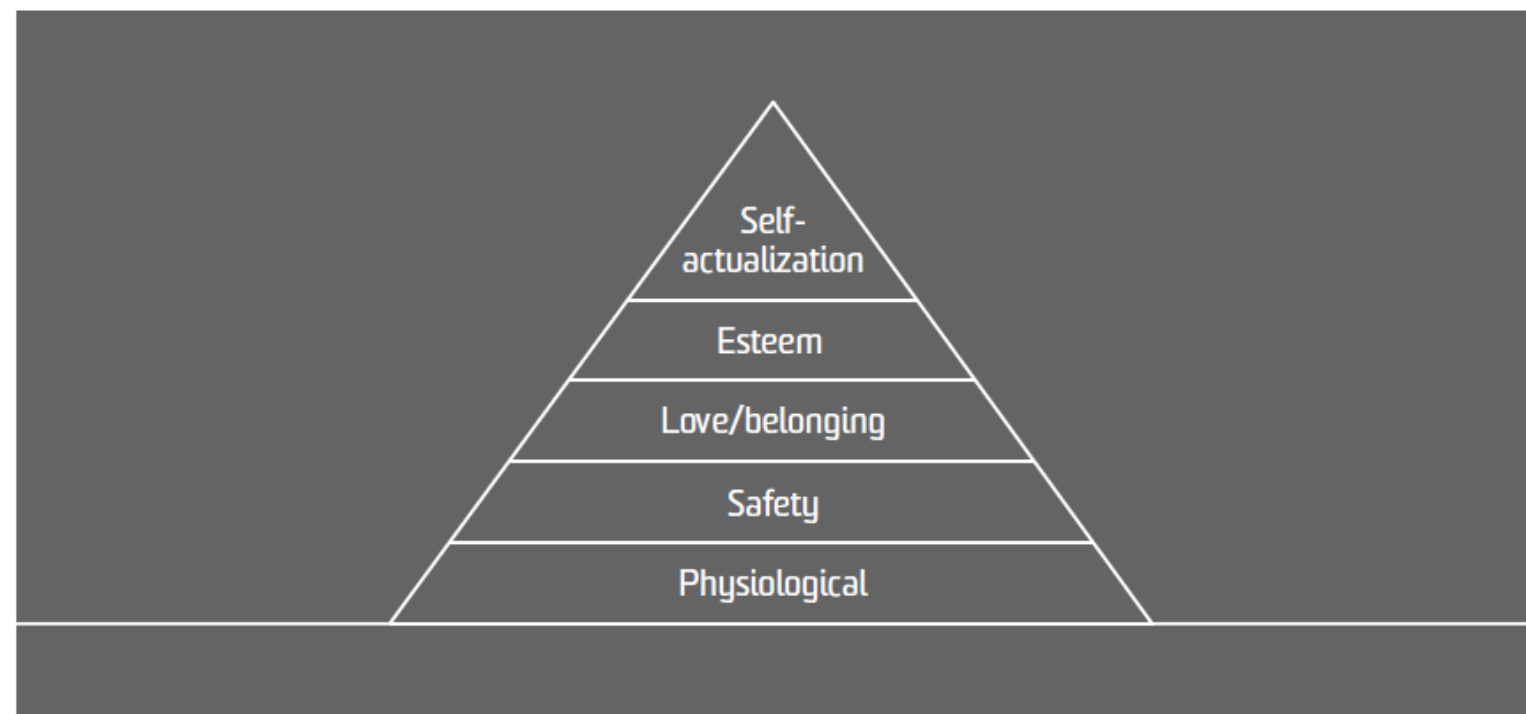 Self-
actualization
Esteem
Love/belonging
Safety
Physiological